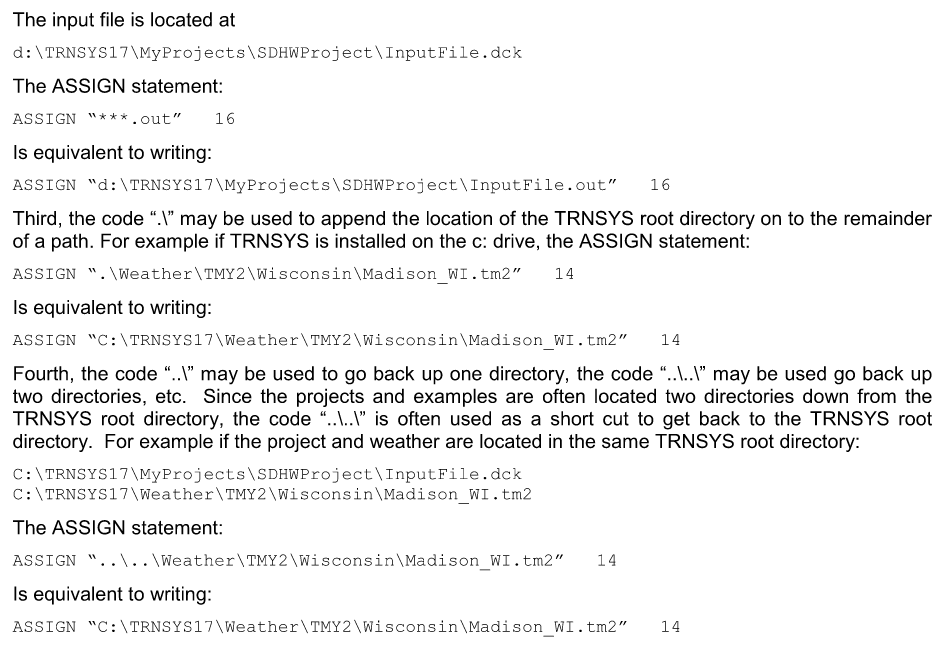 The input file is located at
d:\TRNSYS17\MyProjects\SDHWProject\InputFile.dck
The ASSIGN statement:
ASSIGN “***.out” 16
Is equivalent to writing:
ASSIGN “d:\TRNSYS17\MyProjects\SDHWProject\InputFile.out” 16
Third, the code “.\” may be used to append the location of the TRNSYS root directory on to the remainder
of a path. For example if TRNSYS is installed on the c: drive, the ASSIGN statement:
ASSIGN “.\Weather\TMY2\Wisconsin\Madison_WI.tm2” 14
Is equivalent to writing:
ASSIGN “C:\TRNSYS17\Weather\TMY2\Wisconsin\Madison_WI.tm2” 14
Fourth, the code “..\” may be used to go back up one directory, the code “..\..\” may be used go back up
two directories, etc. Since the projects and examples are often located two directories down from the
TRNSYS root directory, the code “..\..\” is often used as a short cut to get back to the TRNSYS root
directory. For example if the project and weather are located in the same TRNSYS root directory:
C:\TRNSYS17\MyProjects\SDHWProject\InputFile.dck
C:\TRNSYS17\Weather\TMY2\Wisconsin\Madison_WI.tm2
The ASSIGN statement:
ASSIGN “..\..\Weather\TMY2\Wisconsin\Madison_WI.tm2” 14
Is equivalent to writing:
ASSIGN “C:\TRNSYS17\Weather\TMY2\Wisconsin\Madison_WI.tm2” 14